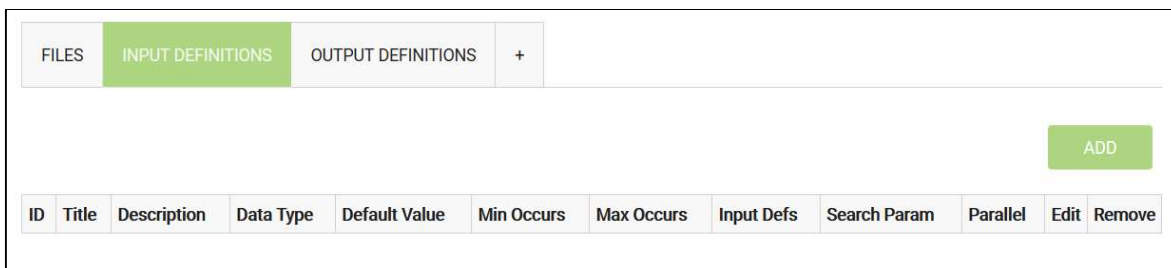 FILES INPUT DEFINITIONS OUTPUT DEFINITIONS +
ADD
ID Title Description Data Type Default Value Min Occurs Max Occurs Input Defs Search Param Parallel Edit Remove